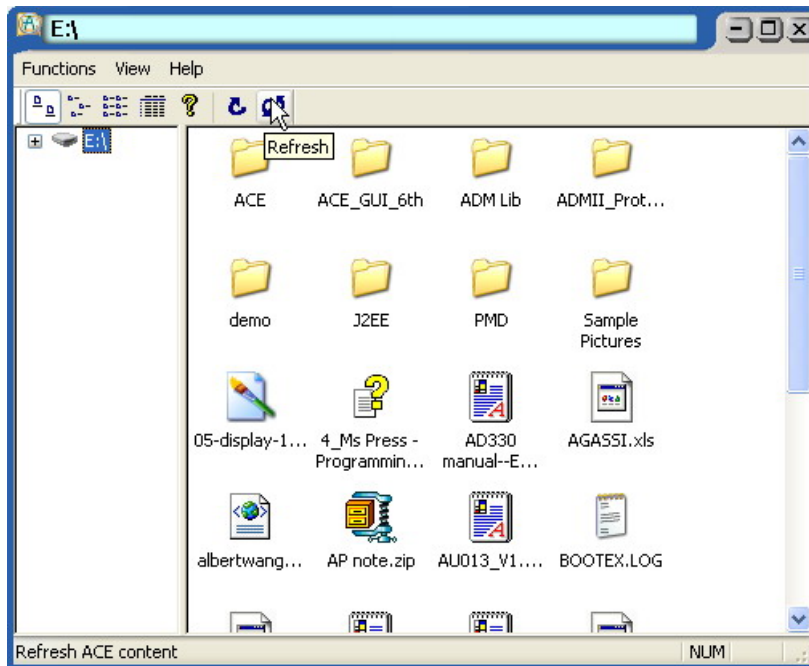 E:\
Functions View Help
E:\
Refresh
ACE ACE_GUI_6th ADM Lib ADMII_Prot...
demo J2EE PMD Sample
Pictures
05-display-1... 4_Ms Press - AD330 AGASSI.xls
Programmin... manual--E...
albertwang... AP note.zip AU013_V1.... BOOTEX.LOG
Refresh ACE content NUM